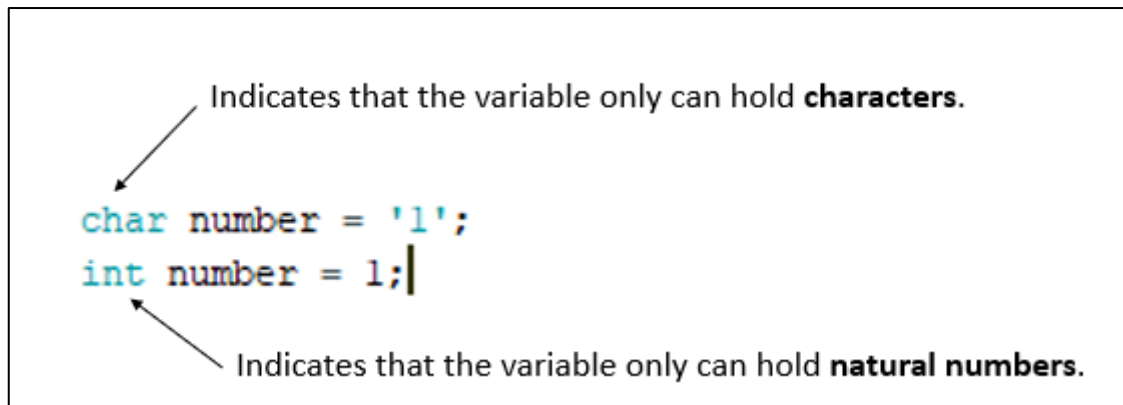 Indicates that the variable only can hold characters.
char number = '1';
int number = 1;
Indicates that the variable only can hold natural numbers.